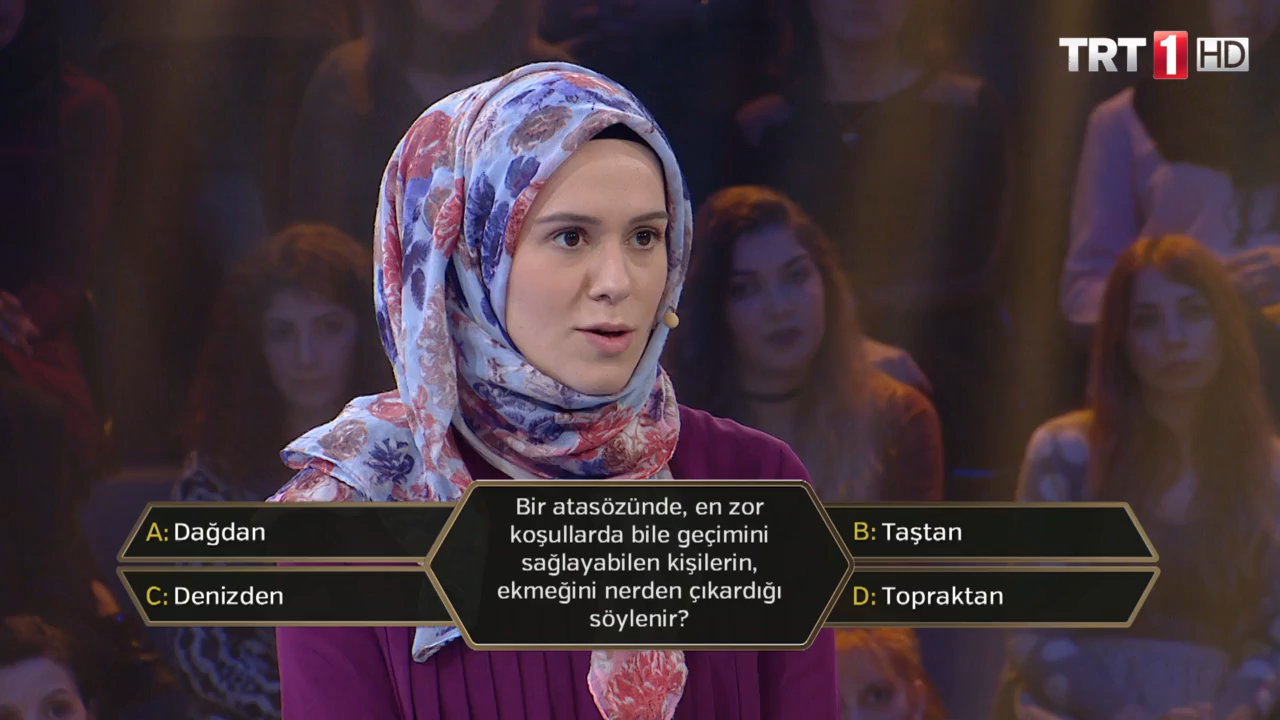 TRT 1 HD
Bir atasözünde, en zor
koşullarda bile geçimini
sağlayabilen kişilerin,
ekmeğini nerden çıkardığı
söylenir?
A: Dağdan
B: Taştan
C: Denizden
D: Topraktan